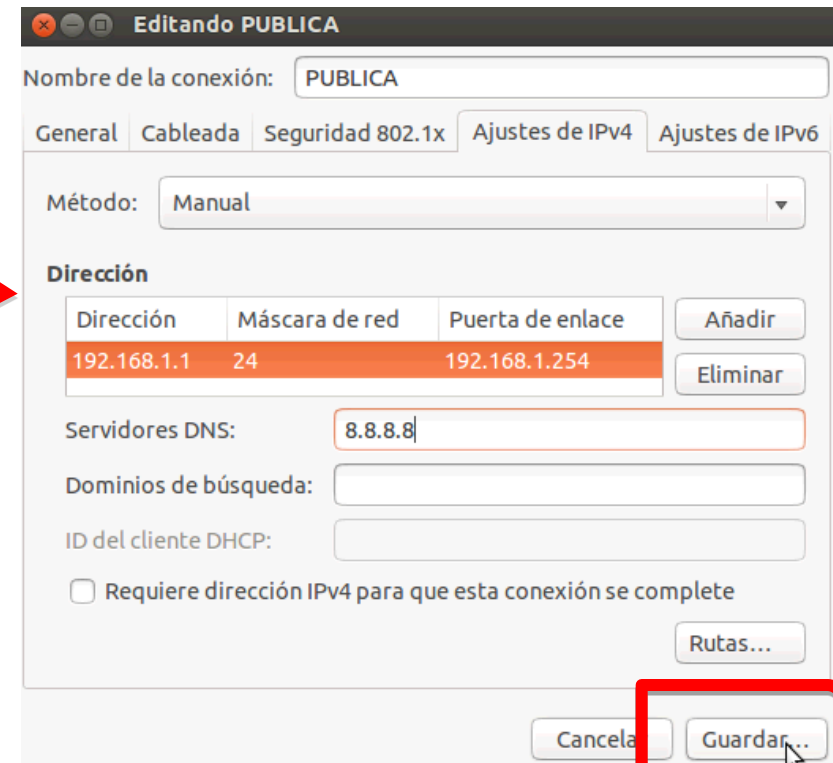 Editando PUBLICA
Nombre de la conexión: PUBLICA
General Cableada Seguridad 802.1x Ajustes de IPv4 Ajustes de IPv6
Método: Manual
Dirección
Dirección Máscara de red Puerta de enlace Añadir
192.168.1.1 24 192.168.1.254
Eliminar
Servidores DNS: 8.8.8.8
Dominios de búsqueda:
ID del cliente DHCP:
Requiere dirección IPv4 para que esta conexión se complete
Rutas...
Cancela Guardar...